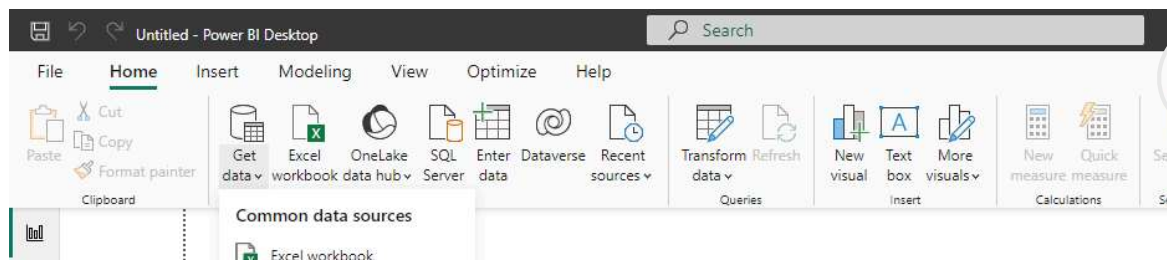 Untitled - Power BI Desktop
Search
File Home Insert Modeling View Optimize Help
Paste
Cut
Copy
Format painter
Clipboard
Get data
Excel workbook
OneLake data hub
SQL Server
Enter data
Dataverse
Recent sources
Transform data
Refresh
Queries
New visual
Text box
A
More visuals
Insert
New measure
Quick measure
Calculations
Common data sources
Excel workbook